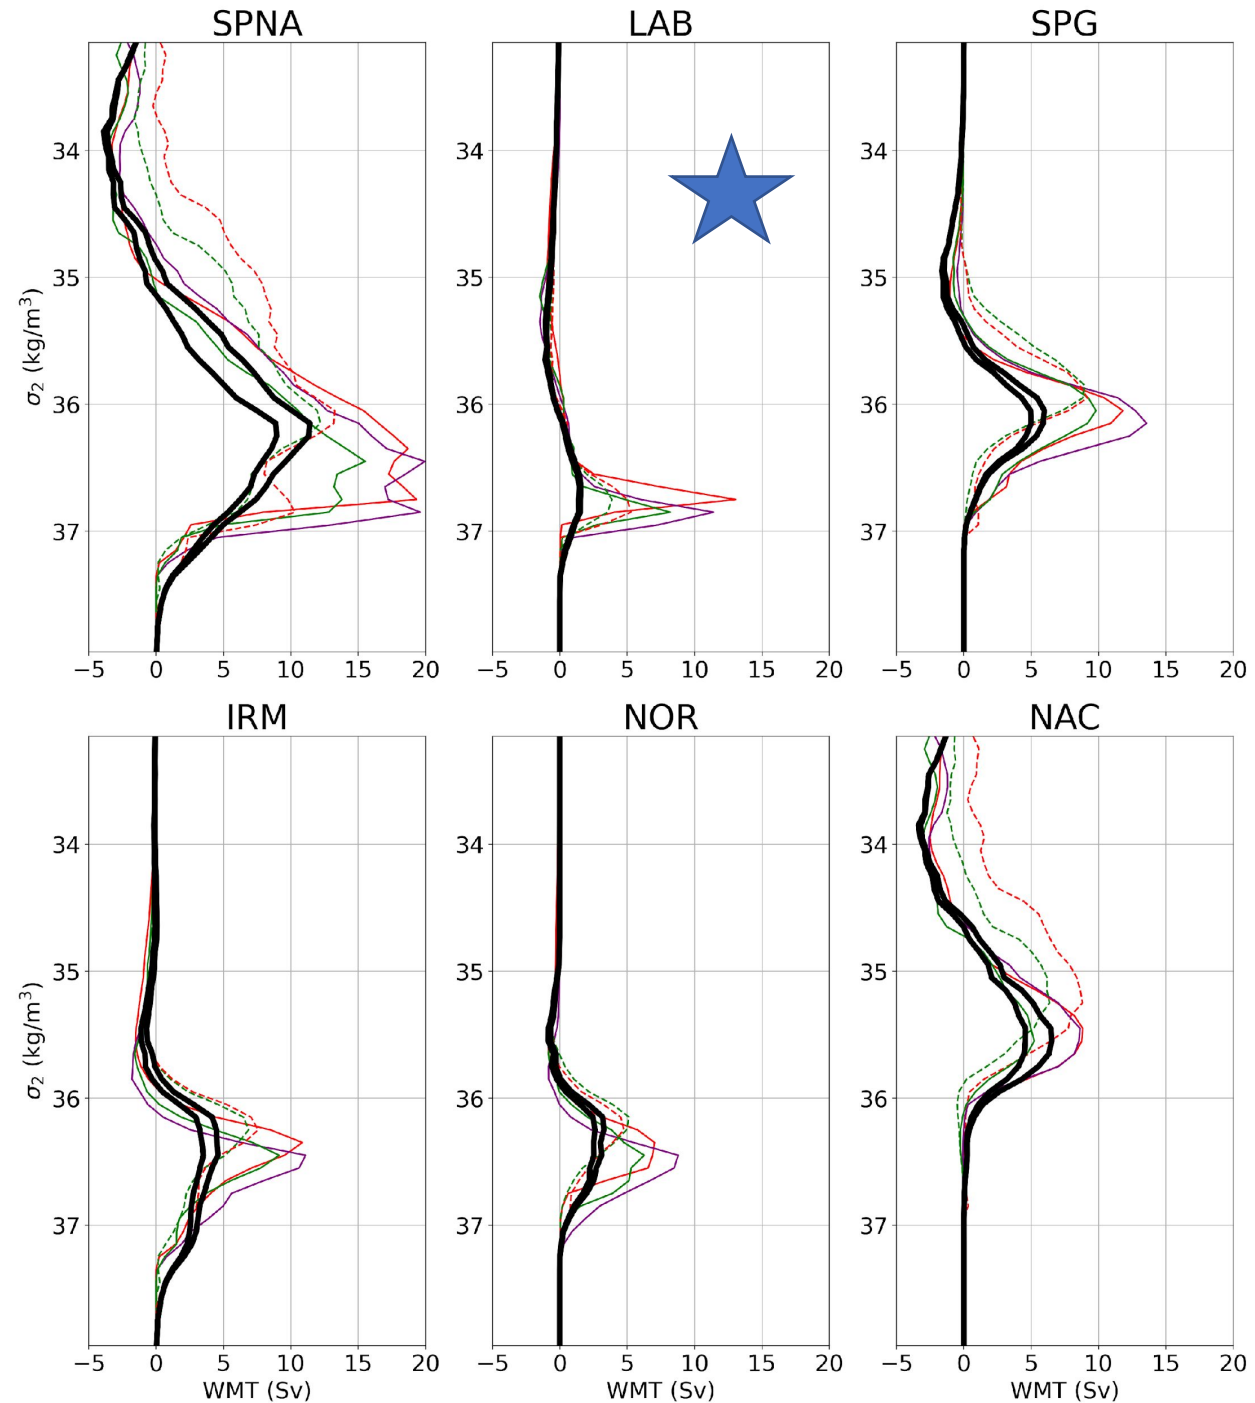 SPNA LAB SPG
34 34 34
35 35 35
σ₂ (kg/m³)
36 36 36
37 37 37
−5 0 5 10 15 20 −5 0 5 10 15 20 −5 0 5 10 15 20
IRM NOR NAC
34 34 34
35 35 35
σ₂ (kg/m³)
36 36 36
37 37 37
−5 0 5 10 15 20 −5 0 5 10 15 20 −5 0 5 10 15 20
WMT (Sv) WMT (Sv) WMT (Sv)